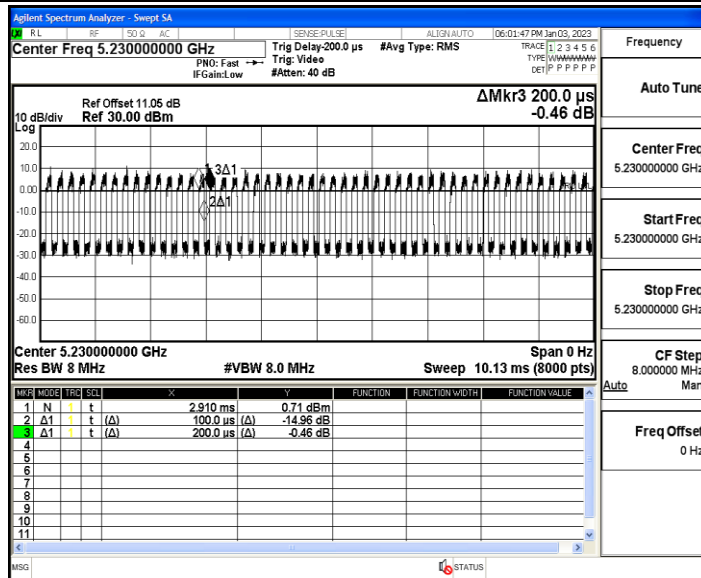 Agilent Spectrum Analyzer - Swept SA
RL RF 50 Ω AC SENSE:PULSE ALIGN AUTO 06:01:47 PM Jan 03, 2023
Center Freq 5.230000000 GHz
PNO: Fast
IFGain:Low
Trig Delay-200.0 µs
Trig: Video
#Atten: 40 dB
#Avg Type: RMS
TRACE 1 2 3 4 5 6
TYPE
DET P P P P P P
ΔMkr3 200.0 µs
-0.46 dB
Ref Offset 11.05 dB
10 dB/div Ref 30.00 dBm
Log
20.0
10.0
0.00
-10.0
-20.0
-30.0
-40.0
-50.0
-60.0
1
3Δ1
2Δ1
Center 5.230000000 GHz Span 0 Hz
Res BW 8 MHz #VBW 8.0 MHz Sweep 10.13 ms (8000 pts)
MKR MODE TRC SCL X Y FUNCTION FUNCTION WIDTH FUNCTION VALUE
1 N 1 t 2.910 ms 0.71 dBm
2 Δ1 1 t (Δ) 100.0 µs (Δ) -14.96 dB
3 Δ1 1 t (Δ) 200.0 µs (Δ) -0.46 dB
4
5
6
7
8
9
10
11
MSG STATUS
Frequency
Auto Tune
Center Freq
5.230000000 GHz
Start Freq
5.230000000 GHz
Stop Freq
5.230000000 GHz
CF Step
8.000000 MHz
Auto Man
Freq Offset
0 Hz